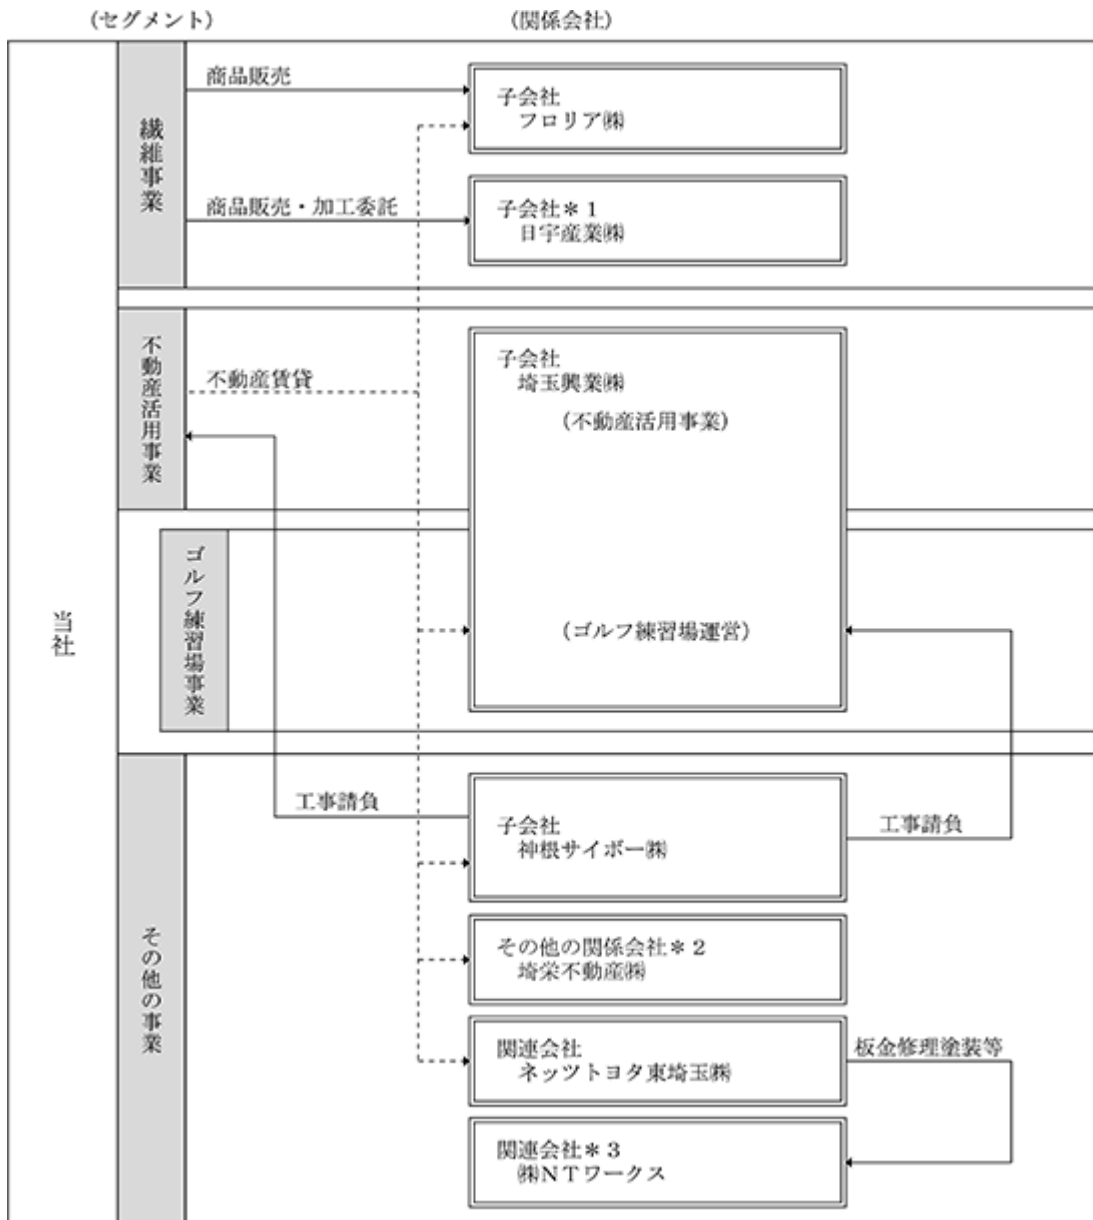 (セグメント)
(関係会社)
当社
繊維事業
商品販売
子会社
フロリア㈱
商品販売・加工委託
子会社＊１
日宇産業㈱
不動産活用事業
不動産賃貸
子会社
埼玉興業㈱
(不動産活用事業)
ゴルフ練習場事業
(ゴルフ練習場運営)
その他の事業
工事請負
子会社
神根サイボー㈱
工事請負
その他の関係会社＊２
埼栄不動産㈱
関連会社
ネッツトヨタ東埼玉㈱
板金修理塗装等
関連会社＊３
㈱ＮＴワークス